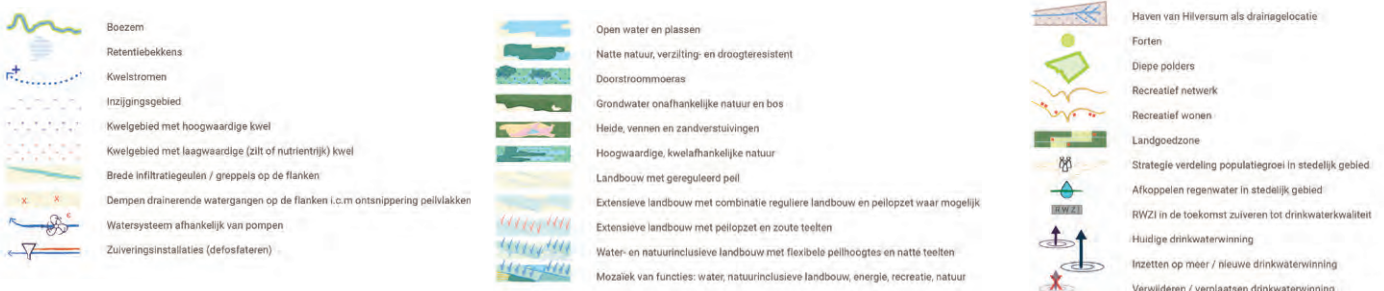 Boezem
Retentiebekkens
Kwelstromen
Inzijgingsgebied
Kwelgebied met hoogwaardige kwel
Kwelgebied met laagwaardige (zilt of nutrientrijk) kwel
Brede infiltratiegeulen / greppels op de flanken
Dempen drainerende watergangen op de flanken i.c.m ontsnippering peilvlakken
Watersysteem afhankelijk van pompen
Zuiveringsinstallaties (defosfateren)
Open water en plassen
Natte natuur, verzilting- en droogteresistent
Doorstroommoeras
Grondwater onafhankelijke natuur en bos
Heide, vennen en zandverstuivingen
Hoogwaardige, kwelafhankelijke natuur
Landbouw met gereguleerd peil
Extensieve landbouw met combinatie reguliere landbouw en peilopzet waar mogelijk
Extensieve landbouw met peilopzet en zoute teelten
Water- en natuurinclusieve landbouw met flexibele peilhoogtes en natte teelten
Mozaïek van functies: water, natuurinclusieve landbouw, energie, recreatie, natuur
Haven van Hilversum als drainagelocatie
Forten
Diepe polders
Recreatief netwerk
Recreatief wonen
Landgoedzone
Strategie verdeling populatiegroei in stedelijk gebied
Afkoppelen regenwater in stedelijk gebied
RWZI RWZI in de toekomst zuiveren tot drinkwaterkwaliteit
Huidige drinkwaterwinning
Inzetten op meer / nieuwe drinkwaterwinning
Verwijderen / verplaatsen drinkwaterwinning